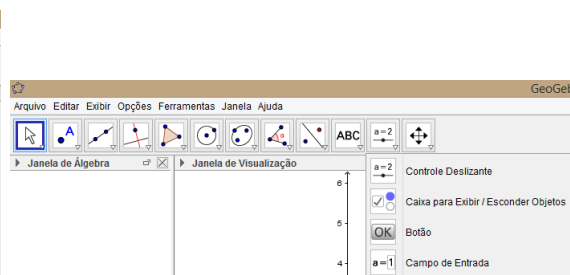 GeoGeb
Arquivo Editar Exibir Opções Ferramentas Janela Ajuda
A
ABC
a=2
Janela de Álgebra
Janela de Visualização
a=2
Controle Deslizante
Caixa para Exibir / Esconder Objetos
OK
Botão
a=1
Campo de Entrada
6
5
4